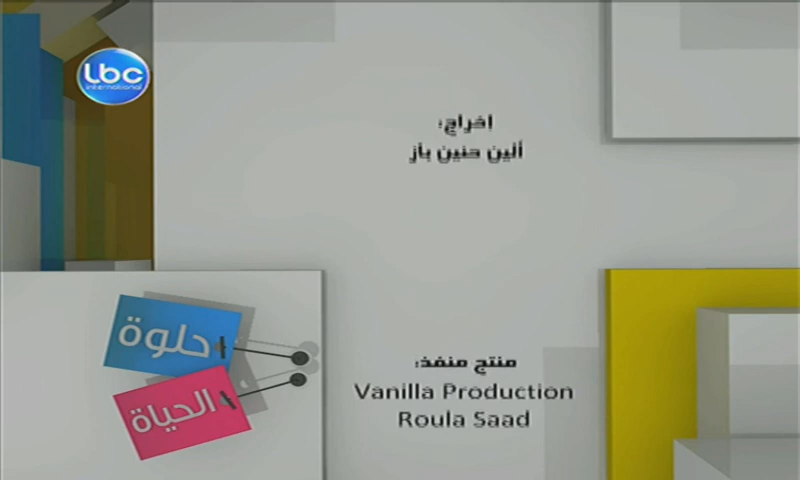 lbc
international
إخراج:
ألين حنين باز
حلوة
الحياة
منتج منفذ:
Vanilla Production
Roula Saad